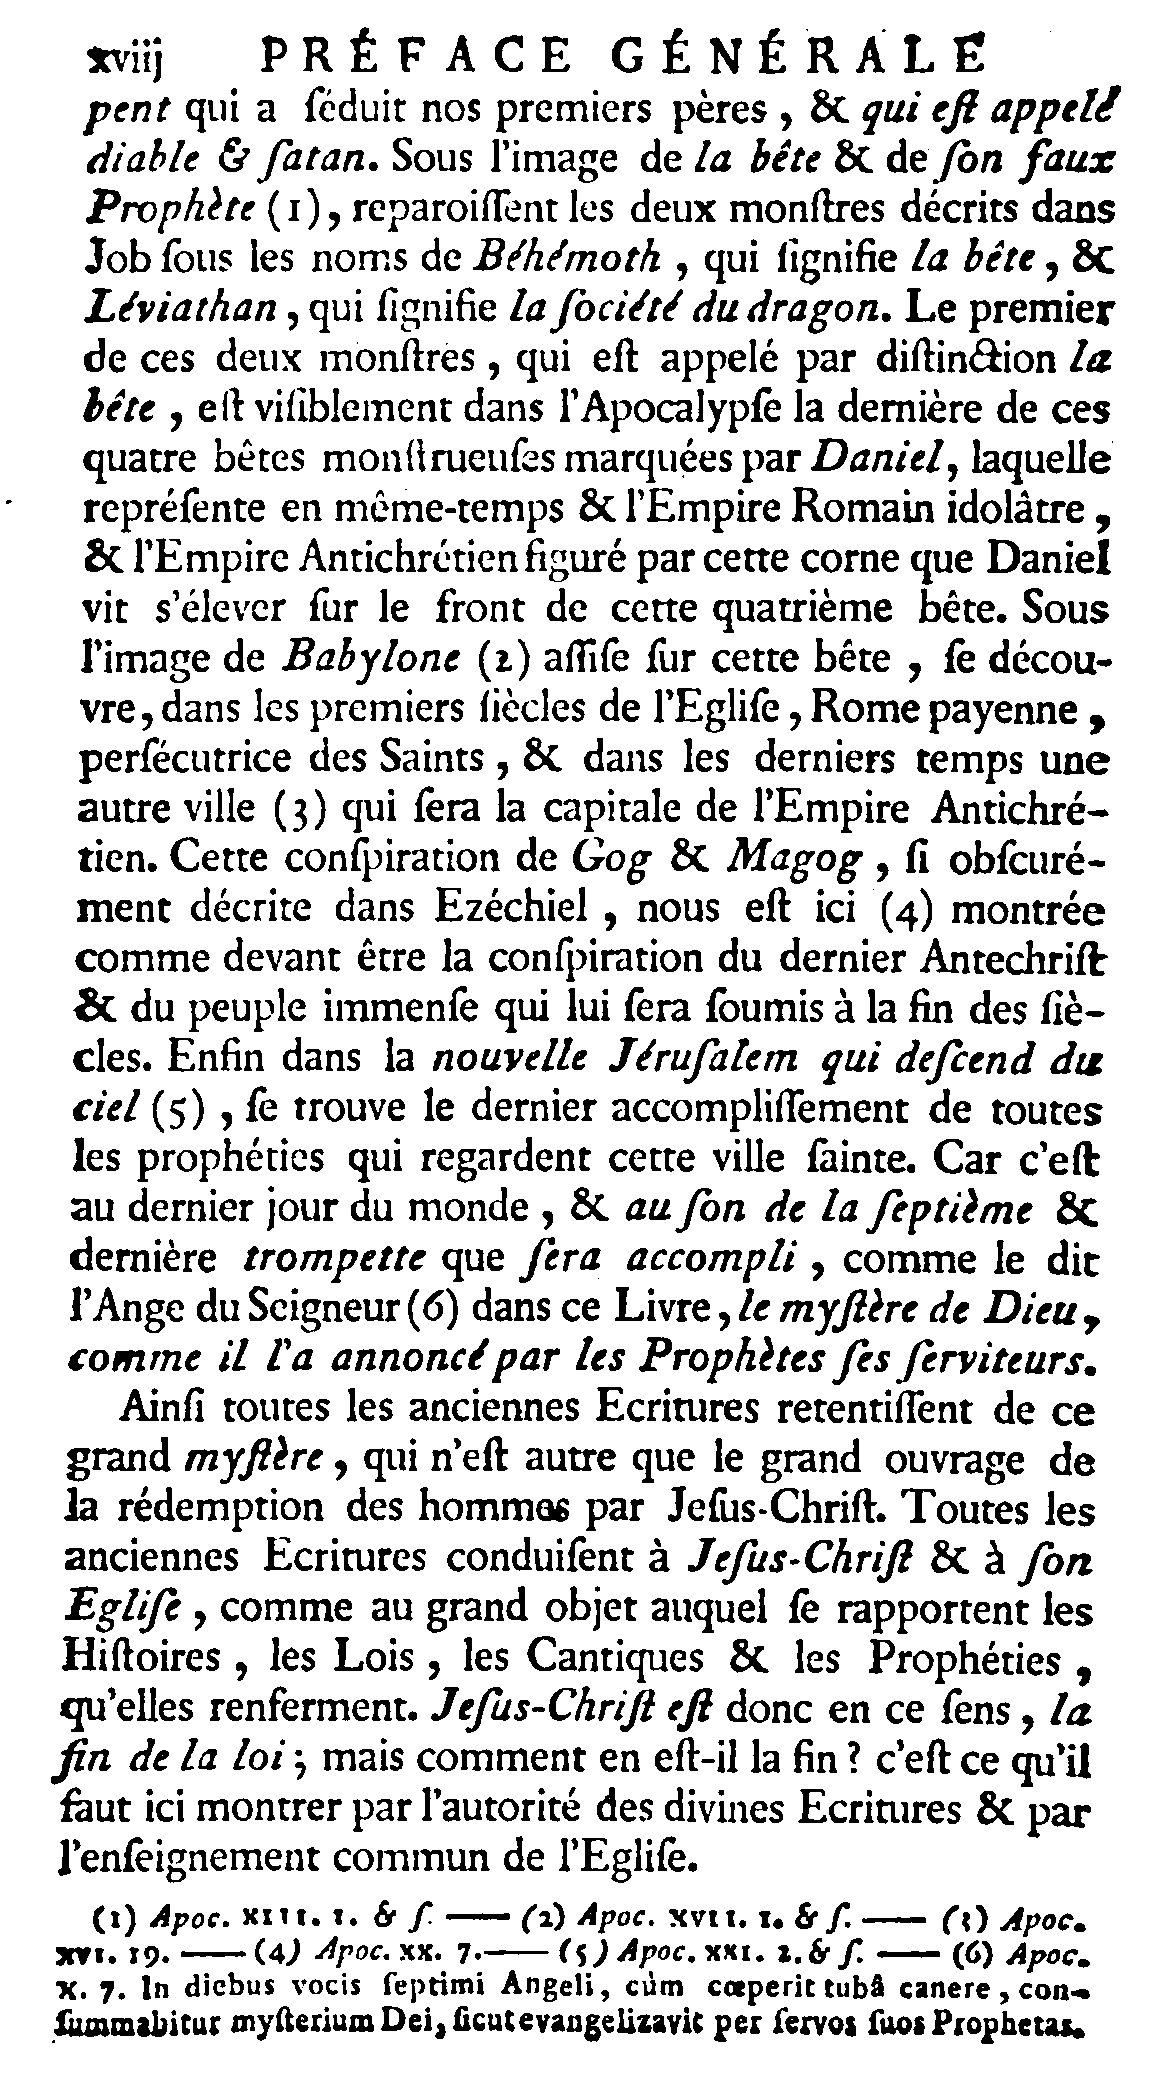 xviij PRÉFACE GÉNÉRALE
pent qui a ſéduit nos premiers pères, & qui eſt appelé
diable & ſatan. Sous l'image de la bête & de ſon faux
Prophète (1), reparoiſſent les deux monſtres décrits dans
Job ſous les noms de Béhémoth, qui ſignifie la bête, &
Léviathan, qui ſignifie la ſociété du dragon. Le premier
de ces deux monſtres, qui eſt appelé par diſtinction la
bête, eſt viſiblement dans l'Apocalypſe la dernière de ces
quatre bêtes monſtrueuſes marquées par Daniel, laquelle
repréſente en même-temps & l'Empire Romain idolâtre,
& l'Empire Antichrétien figuré par cette corne que Daniel
vit s'élever ſur le front de cette quatrième bête. Sous
l'image de Babylone (2) aſſiſe ſur cette bête, ſe décou-
vre, dans les premiers ſiècles de l'Egliſe, Rome payenne,
perſécutrice des Saints, & dans les derniers temps une
autre ville (3) qui ſera la capitale de l'Empire Antichré-
tien. Cette conſpiration de Gog & Magog, ſi obſcuré-
ment décrite dans Ezéchiel, nous eſt ici (4) montrée
comme devant être la conſpiration du dernier Antechriſt
& du peuple immenſe qui lui ſera ſoumis à la fin des ſiè-
cles. Enfin dans la nouvelle Jéruſalem qui deſcend du
ciel (5), ſe trouve le dernier accompliſſement de toutes
les prophéties qui regardent cette ville ſainte. Car c'eſt
au dernier jour du monde, & au ſon de la ſeptième &
dernière trompette que ſera accompli, comme le dit
l'Ange du Seigneur (6) dans ce Livre, le myſtère de Dieu,
comme il l'a annoncé par les Prophètes ſes ſerviteurs.
Ainſi toutes les anciennes Ecritures retentiſſent de ce
grand myſtère, qui n'eſt autre que le grand ouvrage de
la rédemption des hommes par Jeſus-Chriſt. Toutes les
anciennes Ecritures conduiſent à Jeſus-Chriſt & à ſon
Egliſe, comme au grand objet auquel ſe rapportent les
Hiſtoires, les Lois, les Cantiques & les Prophéties,
qu'elles renferment. Jeſus-Chriſt eſt donc en ce ſens, la
fin de la loi; mais comment en eſt-il la fin? c'eſt ce qu'il
faut ici montrer par l'autorité des divines Ecritures & par
l'enſeignement commun de l'Egliſe.
(1) Apoc. XIII. 1. & ſ. —— (2) Apoc. XVII. 1. & ſ. —— (3) Apoc.
XVI. 19. —— (4) Apoc. XX. 7. —— (5) Apoc. XXI. 2. & ſ. —— (6) Apoc.
X. 7. In diebus vocis ſeptimi Angeli, cùm cœperit tubâ canere, con-
ſummabitur myſterium Dei, ſicut evangelizavit per ſervos ſuos Prophetas.